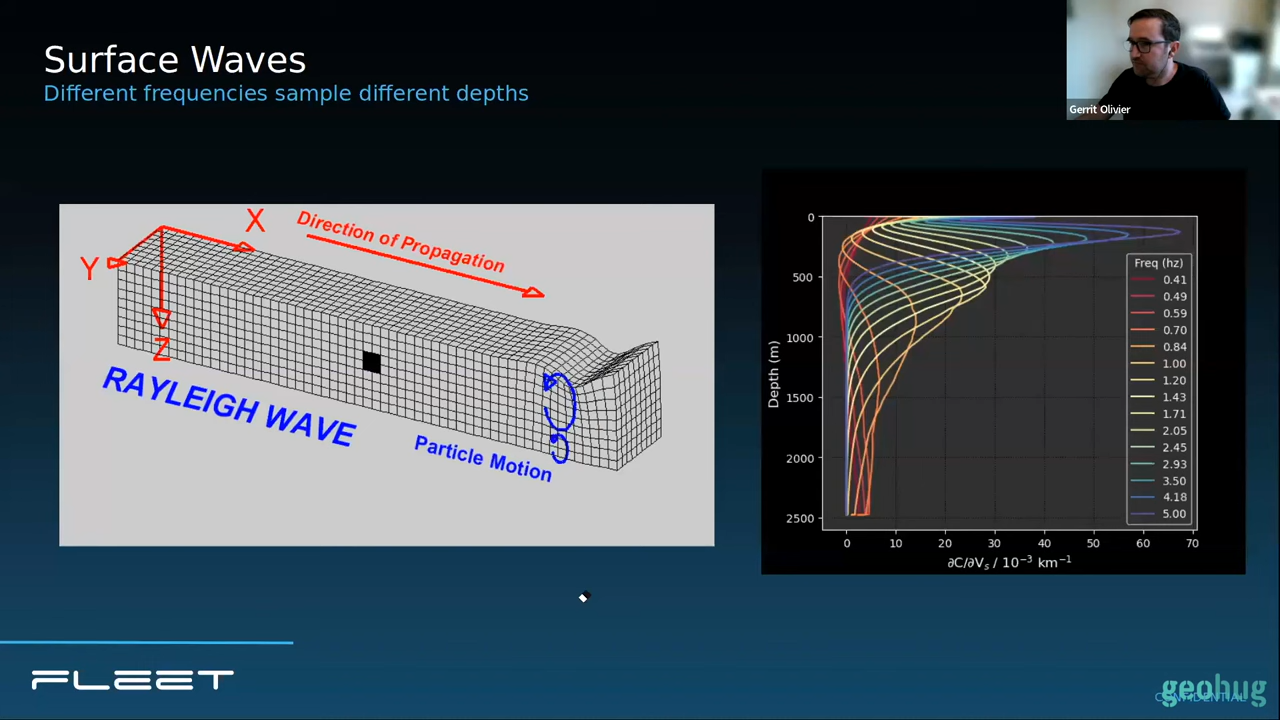 Surface Waves
Different frequencies sample different depths
Gerrit Olivier
X
Direction of Propagation
Y
Z
RAYLEIGH WAVE
Particle Motion
0
500
1000
1500
2000
2500
Depth (m)
Freq (hz)
0.41
0.49
0.59
0.70
0.84
1.00
1.20
1.43
1.71
2.05
2.45
2.93
3.50
4.18
5.00
0 10 20 30 40 50 60 70
∂C/∂Vₛ / 10⁻³ km⁻¹
FLEET
geohug
CONFIDENTIAL